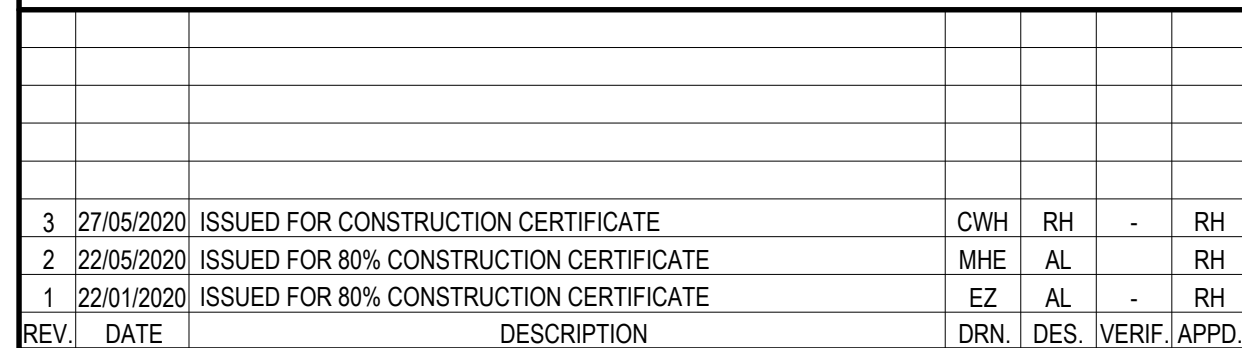 3 27/05/2020 ISSUED FOR CONSTRUCTION CERTIFICATE CWH RH - RH
2 22/05/2020 ISSUED FOR 80% CONSTRUCTION CERTIFICATE MHE AL RH
1 22/01/2020 ISSUED FOR 80% CONSTRUCTION CERTIFICATE EZ AL - RH
REV. DATE DESCRIPTION DRN. DES. VERIF. APPD.